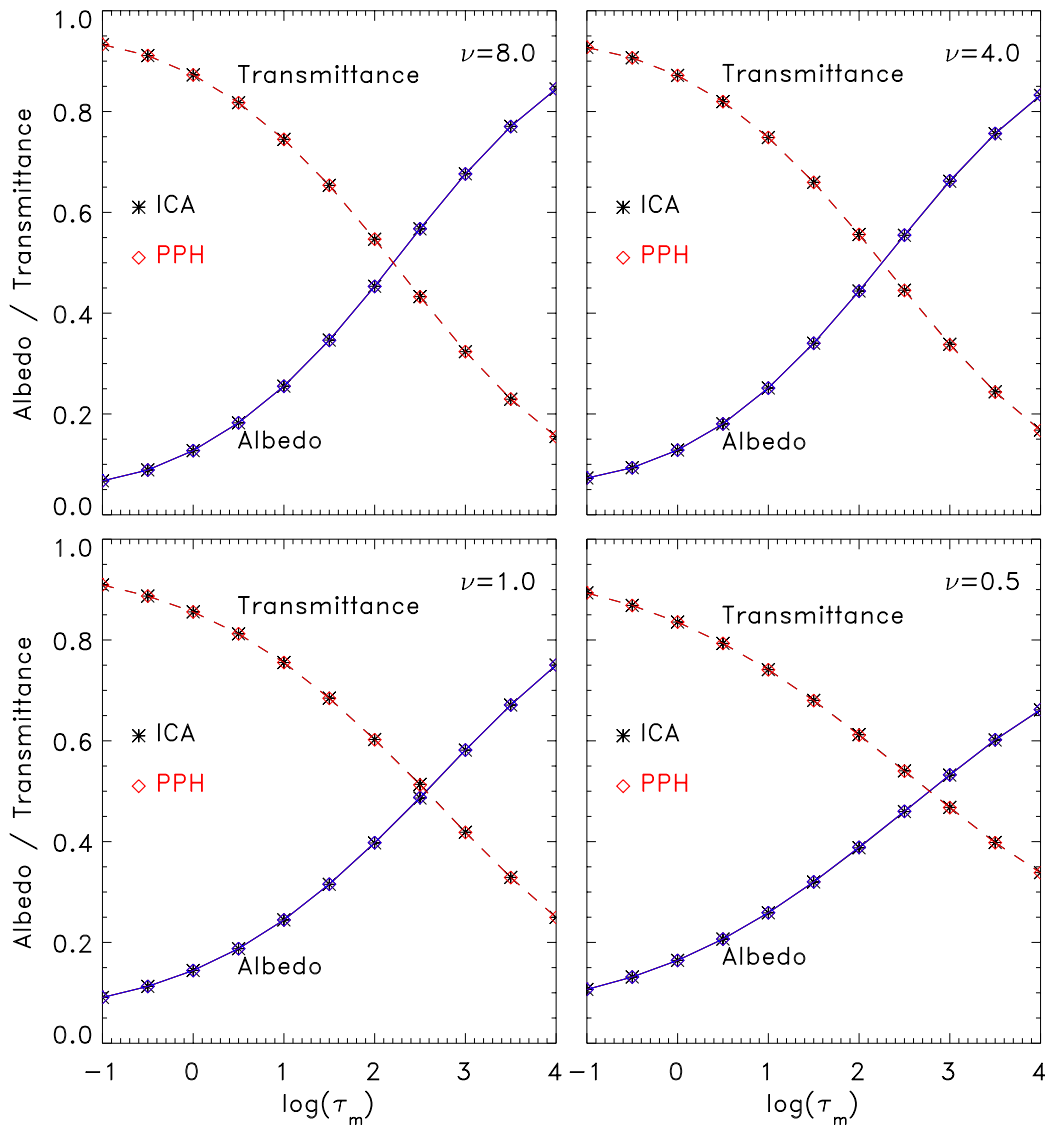 1.0
0.8
0.6
0.4
0.2
0.0
Albedo / Transmittance
Transmittance
ν=8.0
ICA
PPH
Albedo
Transmittance
ν=4.0
ICA
PPH
Albedo
1.0
0.8
0.6
0.4
0.2
0.0
Albedo / Transmittance
Transmittance
ν=1.0
ICA
PPH
Albedo
Transmittance
ν=0.5
ICA
PPH
Albedo
−1 0 1 2 3 4
log(τm)
−1 0 1 2 3 4
log(τm)